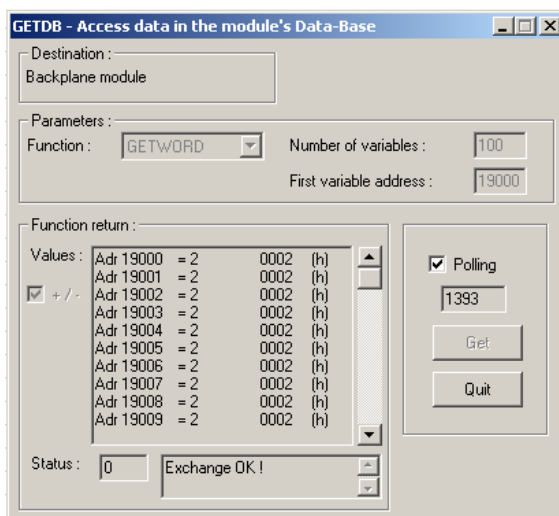 GETDB - Access data in the module's Data-Base
Destination :
Backplane module
Parameters :
Function : GETWORD
Number of variables : 100
First variable address : 19000
Function return :
Values :
+ / -
Adr 19000 = 2 0002 (h)
Adr 19001 = 2 0002 (h)
Adr 19002 = 2 0002 (h)
Adr 19003 = 2 0002 (h)
Adr 19004 = 2 0002 (h)
Adr 19005 = 2 0002 (h)
Adr 19006 = 2 0002 (h)
Adr 19007 = 2 0002 (h)
Adr 19008 = 2 0002 (h)
Adr 19009 = 2 0002 (h)
Status : 0 Exchange OK !
Polling
1393
Get
Quit